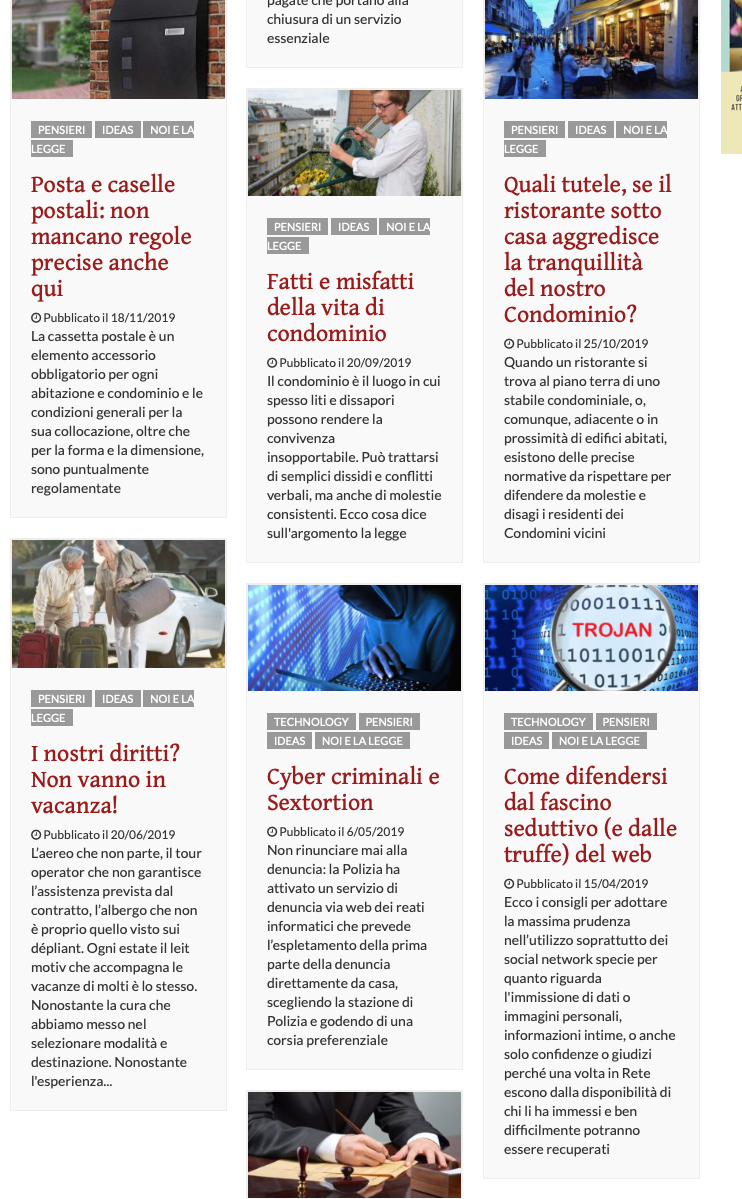 PENSIERI IDEAS NOI E LA
LEGGE
Posta e caselle
postali: non
mancano regole
precise anche
qui
Pubblicato il 18/11/2019
La cassetta postale è un
elemento accessorio
obbligatorio per ogni
abitazione e condominio e le
condizioni generali per la
sua collocazione, oltre che
per la forma e la dimensione,
sono puntualmente
regolamentate
PENSIERI IDEAS NOI E LA
LEGGE
I nostri diritti?
Non vanno in
vacanza!
Pubblicato il 20/06/2019
L’aereo che non parte, il tour
operator che non garantisce
l’assistenza prevista dal
contratto, l’albergo che non
è proprio quello visto sui
dépliant. Ogni estate il leit
motiv che accompagna le
vacanze di molti è lo stesso.
Nonostante la cura che
abbiamo messo nel
selezionare modalità e
destinazione. Nonostante
l'esperienza...
pagate che portano alla
chiusura di un servizio
essenziale
PENSIERI IDEAS NOI E LA
LEGGE
Fatti e misfatti
della vita di
condominio
Pubblicato il 20/09/2019
Il condominio è il luogo in cui
spesso liti e dissapori
possono rendere la
convivenza
insopportabile. Può trattarsi
di semplici dissidi e conflitti
verbali, ma anche di molestie
consistenti. Ecco cosa dice
sull'argomento la legge
TECHNOLOGY PENSIERI
IDEAS NOI E LA LEGGE
Cyber criminali e
Sextortion
Pubblicato il 6/05/2019
Non rinunciare mai alla
denuncia: la Polizia ha
attivato un servizio di
denuncia via web dei reati
informatici che prevede
l’espletamento della prima
parte della denuncia
direttamente da casa,
scegliendo la stazione di
Polizia e godendo di una
corsia preferenziale
PENSIERI IDEAS NOI E LA
LEGGE
Quali tutele, se il
ristorante sotto
casa aggredisce
la tranquillità
del nostro
Condominio?
Pubblicato il 25/10/2019
Quando un ristorante si
trova al piano terra di uno
stabile condominiale, o,
comunque, adiacente o in
prossimità di edifici abitati,
esistono delle precise
normative da rispettare per
difendere da molestie e
disagi i residenti dei
Condomini vicini
TROJAN
TECHNOLOGY PENSIERI
IDEAS NOI E LA LEGGE
Come difendersi
dal fascino
seduttivo (e dalle
truffe) del web
Pubblicato il 15/04/2019
Ecco i consigli per adottare
la massima prudenza
nell’utilizzo soprattutto dei
social network specie per
quanto riguarda
l'immissione di dati o
immagini personali,
informazioni intime, o anche
solo confidenze o giudizi
perché una volta in Rete
escono dalla disponibilità di
chi li ha immessi e ben
difficilmente potranno
essere recuperati